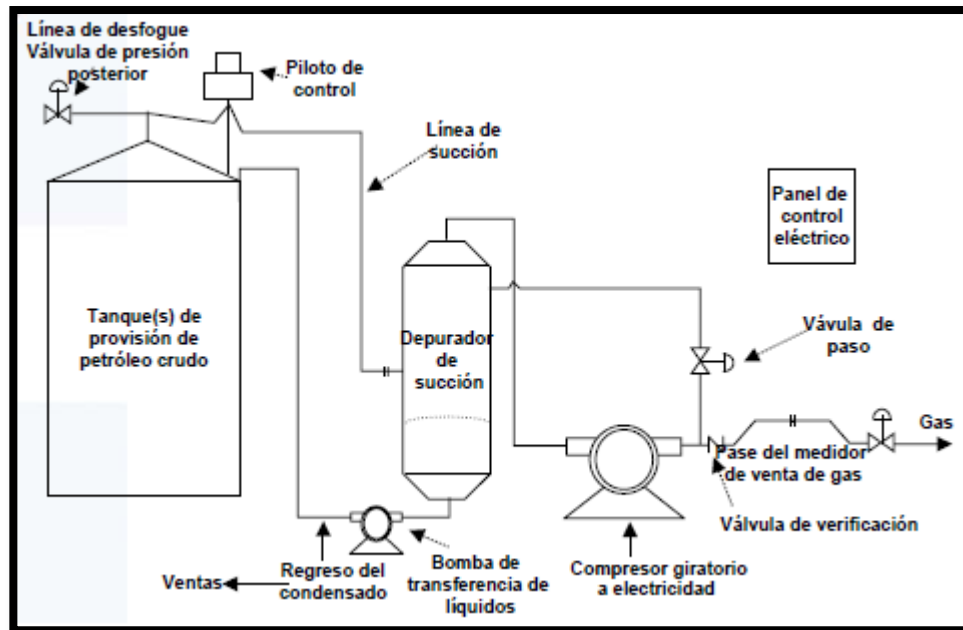 Línea de desfogue
Válvula de presión
posterior
Piloto de
control
Línea de
succión
Panel de
control
eléctrico
Tanque(s) de
provisión de
petróleo crudo
Depurador
de
succión
Vávula de
paso
Gas
Pase del medidor
de venta de gas
Válvula de verificación
Ventas
Regreso del
condensado
Bomba de
transferencia de
líquidos
Compresor giratorio
a electricidad